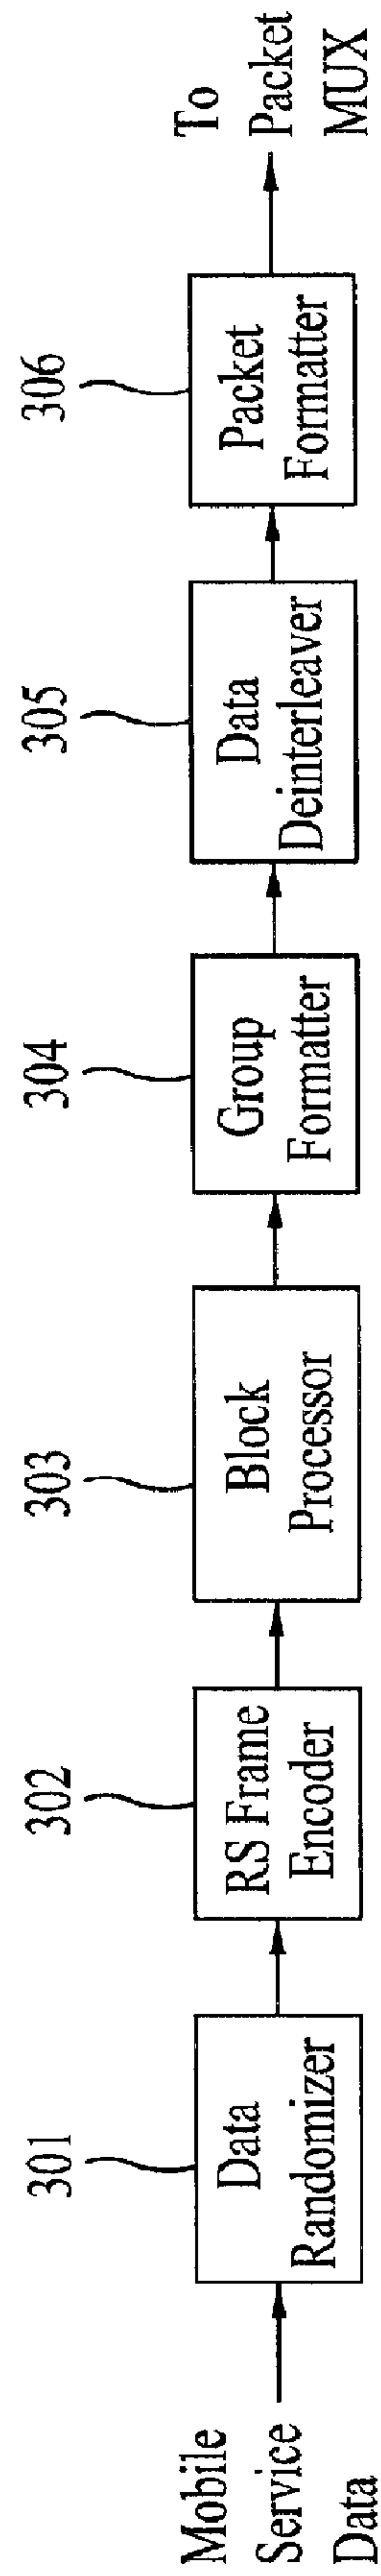 Mobile
Service
Data
301
Data
Randomizer
302
RS Frame
Encoder
303
Block
Processor
304
Group
Formatter
305
Data
Deinterleaver
306
Packet
Formatter
To
Packet
MUX